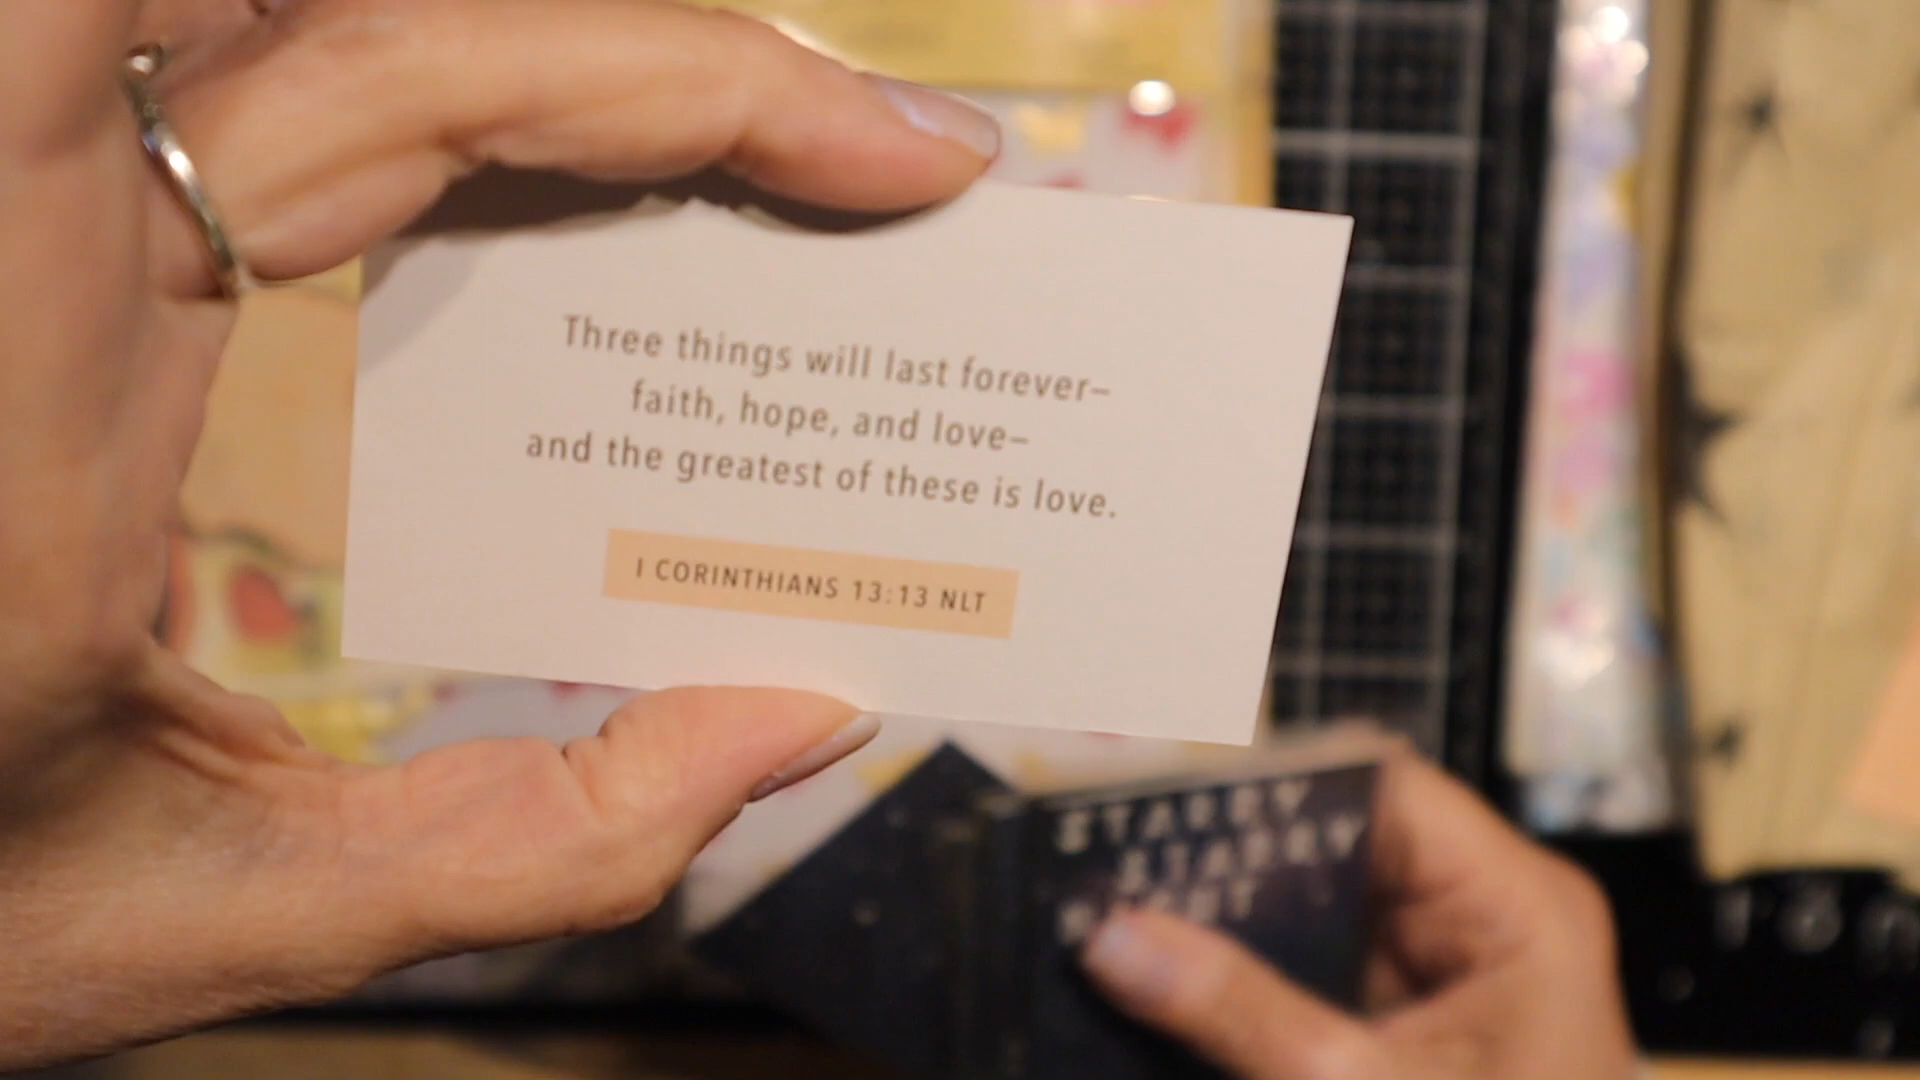 Three things will last forever–
faith, hope, and love–
and the greatest of these is love.
I CORINTHIANS 13:13 NLT
STARRY
STARRY
NIGHT